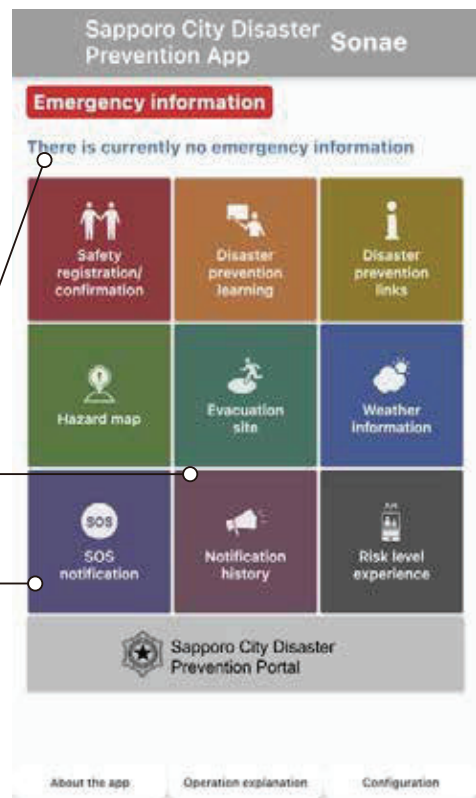 Sapporo City Disaster
Prevention App
Sonae
Emergency information
There is currently no emergency information
Safety
registration/
confirmation
Disaster
prevention
learning
Disaster
prevention
links
Hazard map
Evacuation
site
Weather
information
SOS
SOS
notification
Notification
history
Risk level
experience
Sapporo City Disaster
Prevention Portal
About the app
Operation explanation
Configuration